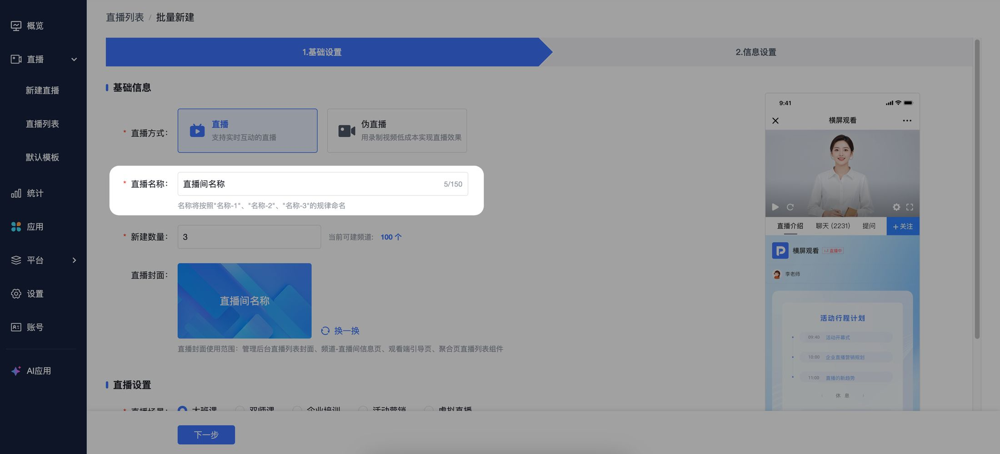 概览
直播
新建直播
直播列表
默认模板
统计
应用
平台
设置
账号
AI应用
直播列表 / 批量新建
1.基础设置
2.信息设置
基础信息
* 直播方式:
直播
支持实时互动的直播
伪直播
用录制视频低成本实现直播效果
* 直播名称:
直播间名称
5/150
名称将按照"名称-1"、"名称-2"、"名称-3"的规律命名
* 新建数量:
3
当前可建频道: 100 个
直播封面:
直播间名称
换一换
直播封面使用范围：管理后台直播列表封面、频道-直播间信息页、观看端引导页、聚合页直播列表组件
直播设置
* 直播场景:
大班课
双师课
企业培训
活动营销
虚拟直播
下一步
9:41
横屏观看
直播介绍
聊天 (2231)
提问
+关注
横屏观看
直播中
李老师
活动行程计划
09:40 活动开幕式
10:00 企业直播营销规划
11:00 直播的新趋势
休 息